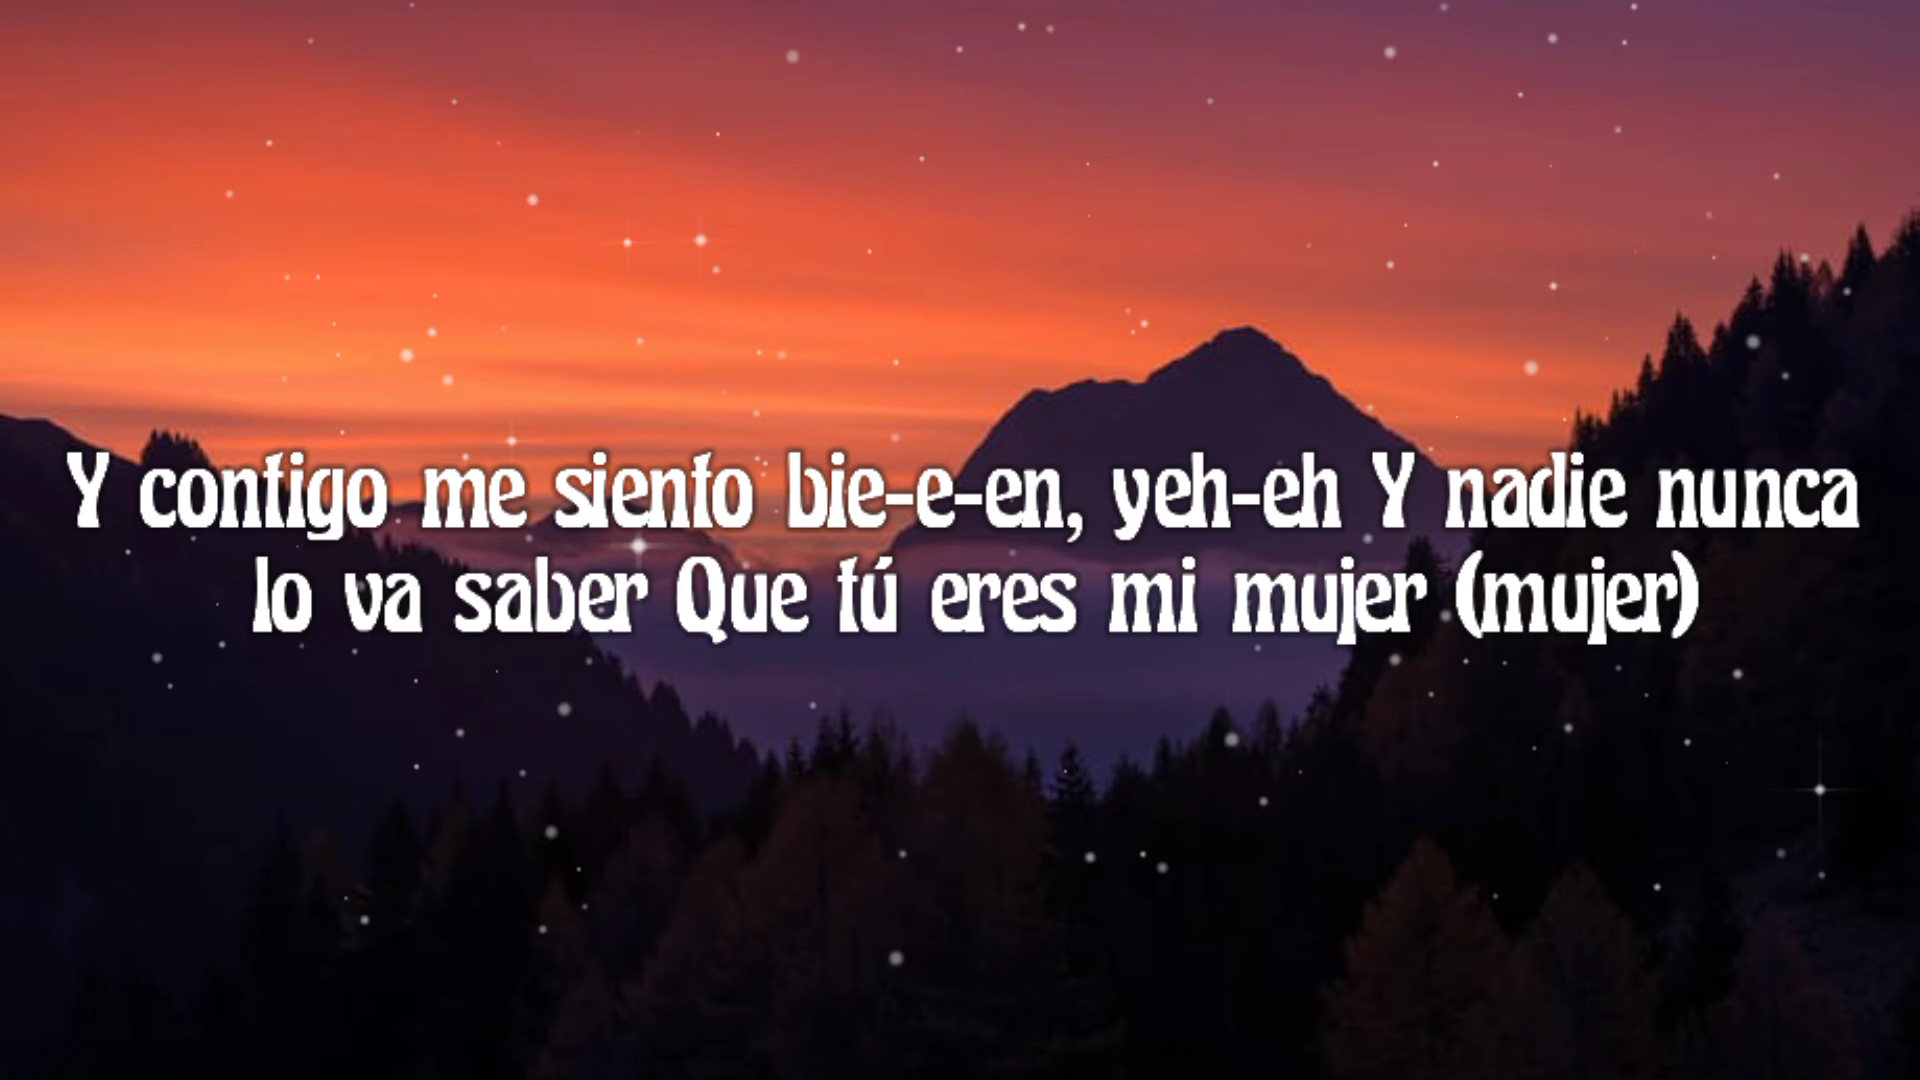 Y contigo me siento bie-e-en, yeh-eh Y nadie nunca
lo va saber Que tú eres mi mujer (mujer)